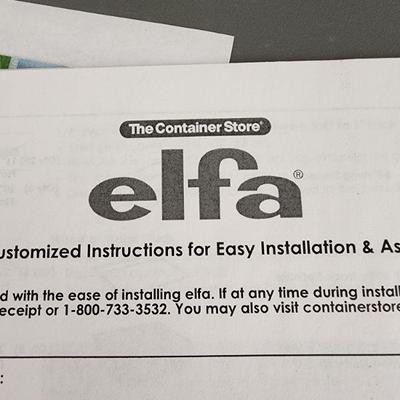 The Container Store®
elfa®
ustomized Instructions for Easy Installation & As
d with the ease of installing elfa. If at any time during install
eceipt or 1-800-733-3532. You may also visit containerstore
: